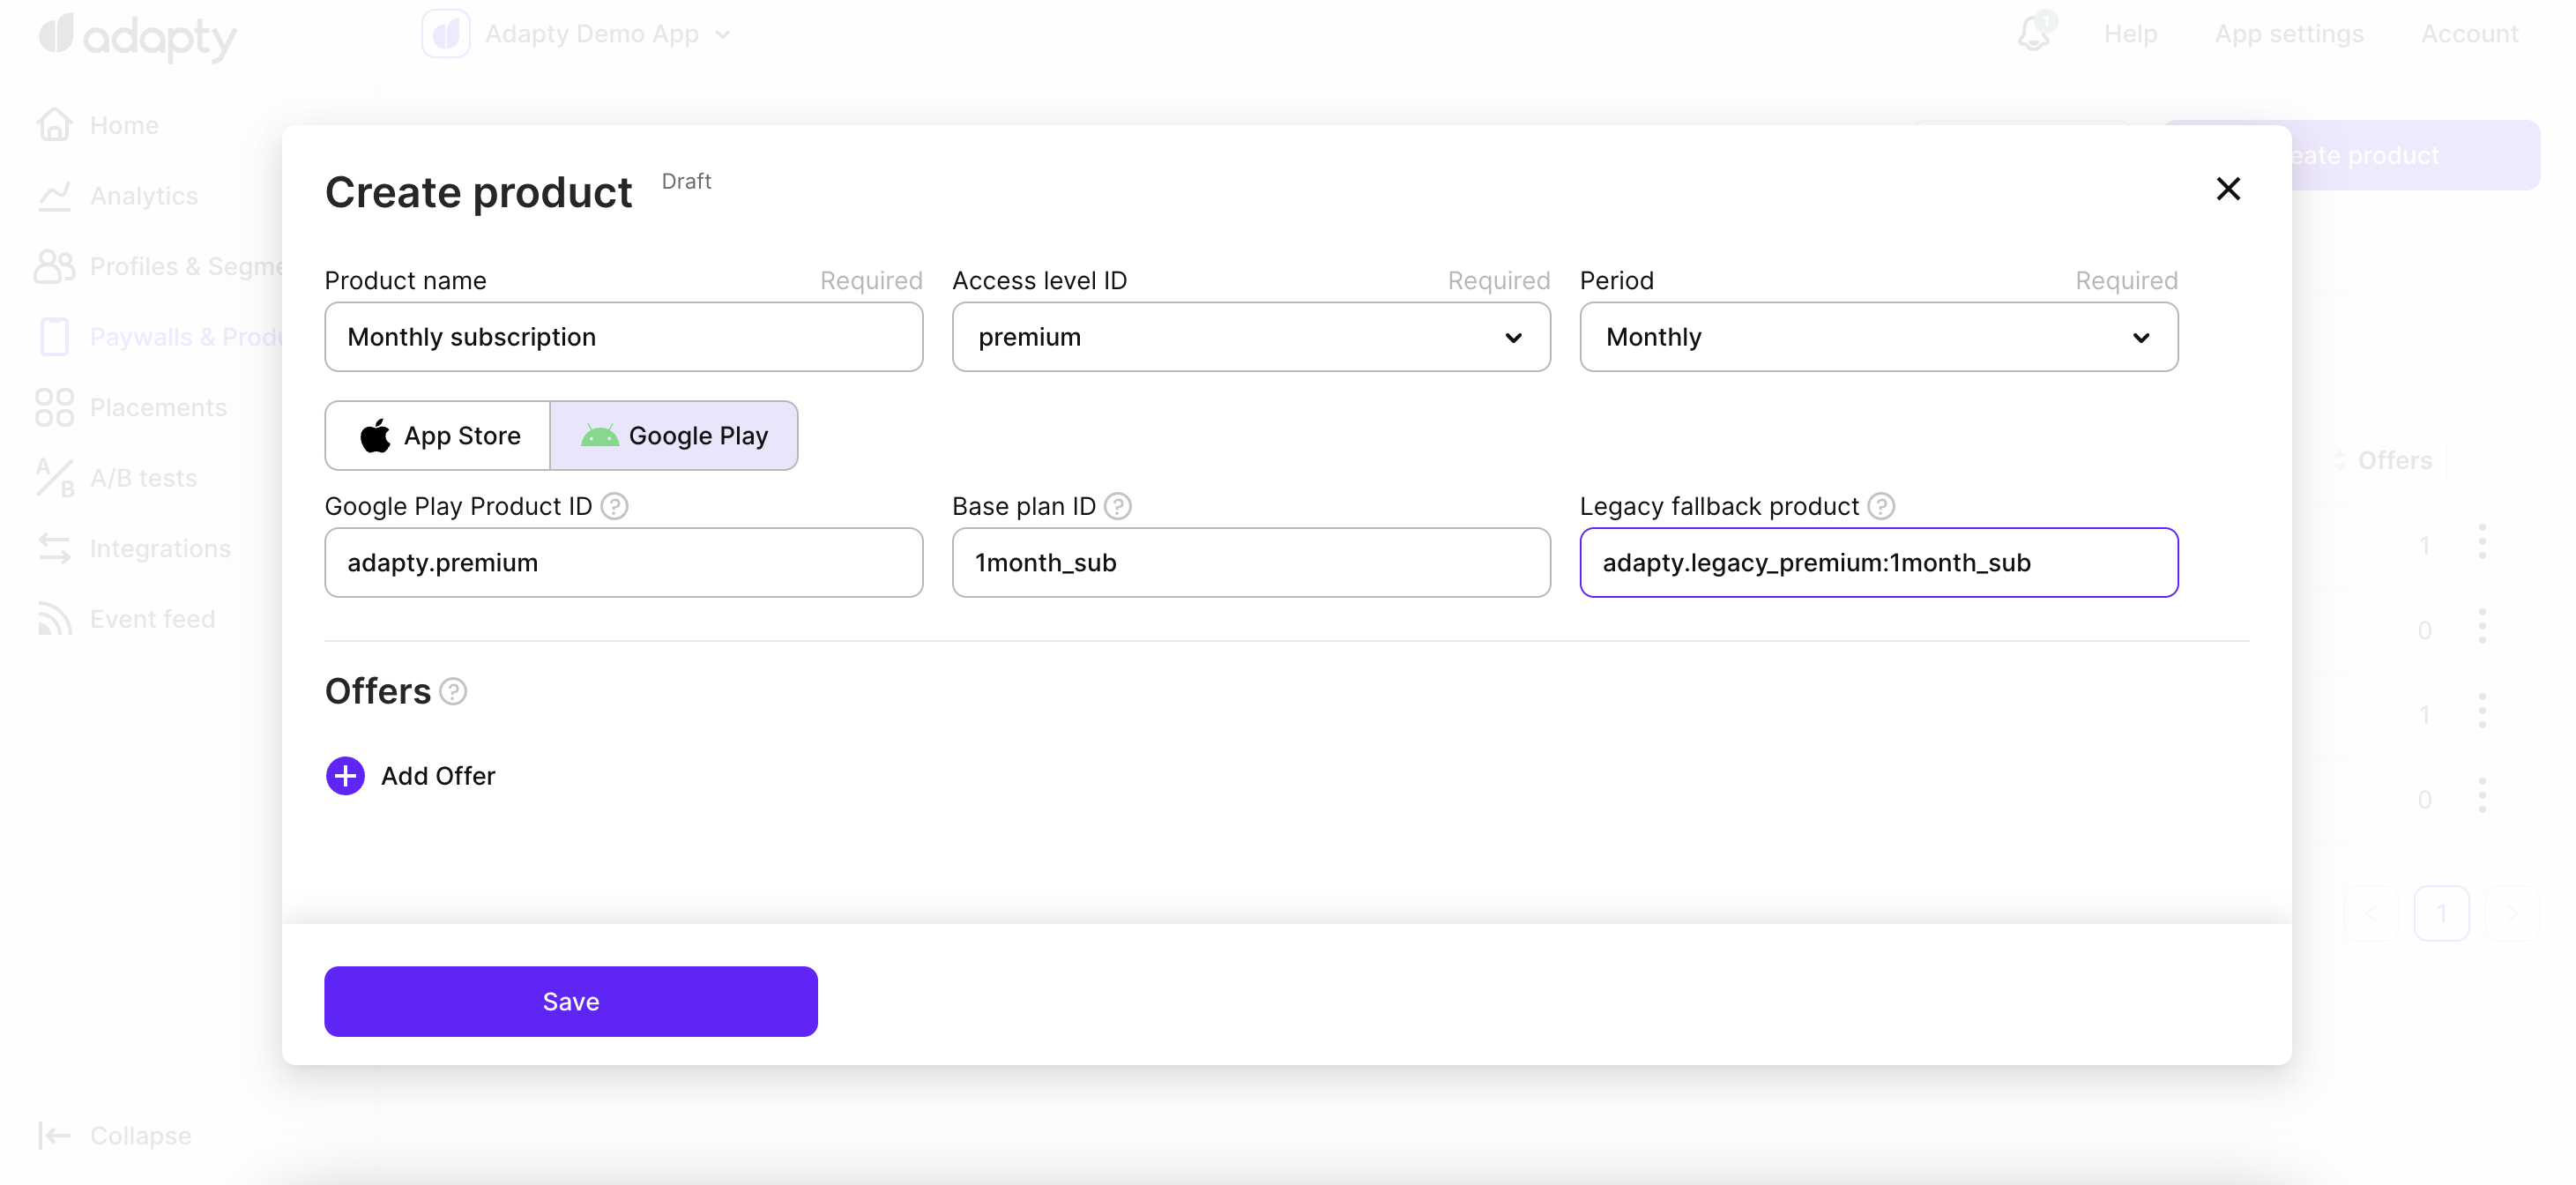 adapty
Adapty Demo App
1
Help
App settings
Account
Home
Analytics
Profiles & Segme
Paywalls & Produ
Placements
A/B tests
Integrations
Event feed
Collapse
eate product
Create product
Draft
Product name Required
Monthly subscription
Access level ID Required
premium
Period Required
Monthly
App Store
Google Play
Google Play Product ID ?
adapty.premium
Base plan ID ?
1month_sub
Legacy fallback product ?
adapty.legacy_premium:1month_sub
Offers ?
Add Offer
Save
Offers
1
0
1
0
1